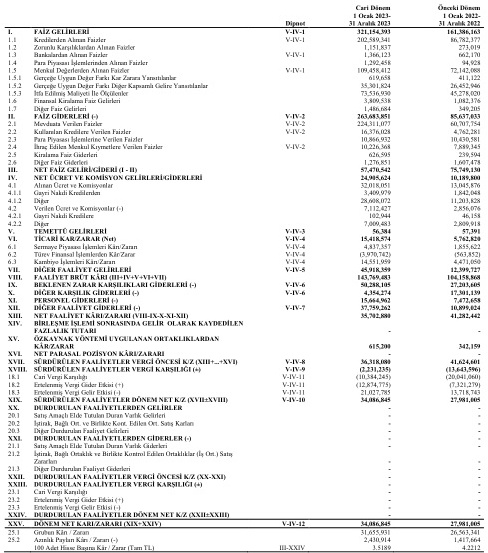 Cari Dönem Önceki Dönem
1 Ocak 2023- 1 Ocak 2022-
Dipnot 31 Aralık 2023 31 Aralık 2022
I. FAİZ GELİRLERİ V-IV-1 321,154,393 161,386,163
1.1 Kredilerden Alınan Faizler V-IV-1 202,589,341 86,782,377
1.2 Zorunlu Karşılıklardan Alınan Faizler 1,151,837 273,019
1.3 Bankalardan Alınan Faizler V-IV-1 1,366,123 662,170
1.4 Para Piyasası İşlemlerinden Alınan Faizler 1,292,458 94,928
1.5 Menkul Değerlerden Alınan Faizler V-IV-1 109,458,412 72,142,088
1.5.1 Gerçeğe Uygun Değer Farkı Kar Zarara Yansıtılanlar 619,658 411,122
1.5.2 Gerçeğe Uygun Değer Farkı Diğer Kapsamlı Gelire Yansıtılanlar 35,301,824 26,452,946
1.5.3 İtfa Edilmiş Maliyeti İle Ölçülenler 73,536,930 45,278,020
1.6 Finansal Kiralama Faiz Gelirleri 3,809,538 1,082,376
1.7 Diğer Faiz Gelirleri 1,486,684 349,205
II. FAİZ GİDERLERİ (-) V-IV-2 263,683,851 85,637,033
2.1 Mevduata Verilen Faizler V-IV-2 224,311,077 60,707,754
2.2 Kullanılan Kredilere Verilen Faizler V-IV-2 16,376,028 4,762,281
2.3 Para Piyasası İşlemlerine Verilen Faizler 10,866,932 10,430,581
2.4 İhraç Edilen Menkul Kıymetlere Verilen Faizler V-IV-2 10,226,368 7,889,345
2.5 Kiralama Faiz Giderleri 626,595 239,594
2.6 Diğer Faiz Giderleri 1,276,851 1,607,478
III. NET FAİZ GELİRİ/GİDERİ (I - II) 57,470,542 75,749,130
IV. NET ÜCRET VE KOMİSYON GELİRLERİ/GİDERLERİ 24,905,624 10,189,800
4.1 Alınan Ücret ve Komisyonlar 32,018,051 13,045,876
4.1.1 Gayri Nakdi Kredilerden 3,409,979 1,842,048
4.1.2 Diğer 28,608,072 11,203,828
4.2 Verilen Ücret ve Komisyonlar (-) 7,112,427 2,856,076
4.2.1 Gayri Nakdi Kredilere 102,944 46,158
4.2.2 Diğer 7,009,483 2,809,918
V. TEMETTÜ GELİRLERİ V-IV-3 56,384 57,391
VI. TİCARİ KAR/ZARAR (Net) V-IV-4 15,418,574 5,762,820
6.1 Sermaye Piyasası İşlemleri Kârı/Zararı 4,837,357 1,855,622
6.2 Türev Finansal İşlemlerden Kâr/Zarar (3,970,742) (563,852)
6.3 Kambiyo İşlemleri Kârı/Zararı 14,551,959 4,471,050
VII. DİĞER FAALİYET GELİRLERİ V-IV-5 45,918,359 12,399,727
VIII. FAALİYET BRÜT KÂRI (III+IV+V+VI+VII) 143,769,483 104,158,868
IX. BEKLENEN ZARAR KARŞILIKLARI GİDERLERİ (-) V-IV-6 50,288,105 27,203,605
X. DİĞER KARŞILIK GİDERLERİ (-) V-IV-6 4,354,274 17,301,139
XI. PERSONEL GİDERLERİ (-) 15,664,962 7,472,658
XII. DİĞER FAALİYET GİDERLERİ (-) V-IV-7 37,759,262 10,899,024
XIII. NET FAALİYET KÂRI/ZARARI (VIII-IX-X-XI-XII) 35,702,880 41,282,442
XIV. BİRLEŞME İŞLEMİ SONRASINDA GELİR OLARAK KAYDEDİLEN
FAZLALIK TUTARI - -
XV. ÖZKAYNAK YÖNTEMİ UYGULANAN ORTAKLIKLARDAN
KÂR/ZARAR 615,200 342,159
XVI. NET PARASAL POZİSYON KÂRI/ZARARI - -
XVII. SÜRDÜRÜLEN FAALİYETLER VERGİ ÖNCESİ K/Z (XIII+...+XVI) V-IV-8 36,318,080 41,624,601
XVIII. SÜRDÜRÜLEN FAALİYETLER VERGİ KARŞILIĞI (±) V-IV-9 (2,231,235) (13,643,596)
18.1 Cari Vergi Karşılığı V-IV-11 (10,384,245) (20,041,060)
18.2 Ertelenmiş Vergi Gider Etkisi (+) V-IV-11 (12,874,775) (7,321,279)
18.3 Ertelenmiş Vergi Gelir Etkisi (-) V-IV-11 21,027,785 13,718,743
XIX. SÜRDÜRÜLEN FAALİYETLER DÖNEM NET K/Z (XVII±XVIII) V-IV-10 34,086,845 27,981,005
XX. DURDURULAN FAALİYETLERDEN GELİRLER - -
20.1 Satış Amaçlı Elde Tutulan Duran Varlık Gelirleri - -
20.2 İştirak, Bağlı Ort. ve Birlikte Kont. Edilen Ort. Satış Karları - -
20.3 Diğer Durdurulan Faaliyet Gelirleri - -
XXI. DURDURULAN FAALİYETLERDEN GİDERLER (-) - -
21.1 Satış Amaçlı Elde Tutulan Duran Varlık Giderleri - -
21.2 İştirak, Bağlı Ortaklık ve Birlikte Kontrol Edilen Ortaklıklar (İş Ort.) Satış
Zararları - -
21.3 Diğer Durdurulan Faaliyet Giderleri - -
XXII. DURDURULAN FAALİYETLER VERGİ ÖNCESİ K/Z (XX-XXI) - -
XXIII. DURDURULAN FAALİYETLER VERGİ KARŞILIĞI (±) - -
23.1 Cari Vergi Karşılığı - -
23.2 Ertelenmiş Vergi Gider Etkisi (+) - -
23.3 Ertelenmiş Vergi Gelir Etkisi (-) - -
XXIV. DURDURULAN FAALİYETLER DÖNEM NET K/Z (XXII±XXIII) - -
XXV. DÖNEM NET KARI/ZARARI (XIX+XXIV) V-IV-12 34,086,845 27,981,005
25.1 Grubun Kârı / Zararı 31,655,931 26,563,341
25.2 Azınlık Payları Kârı / Zararı (-) 2,430,914 1,417,664
100 Adet Hisse Başına Kâr / Zarar (Tam TL) III-XXIV 3.5189 4.2212